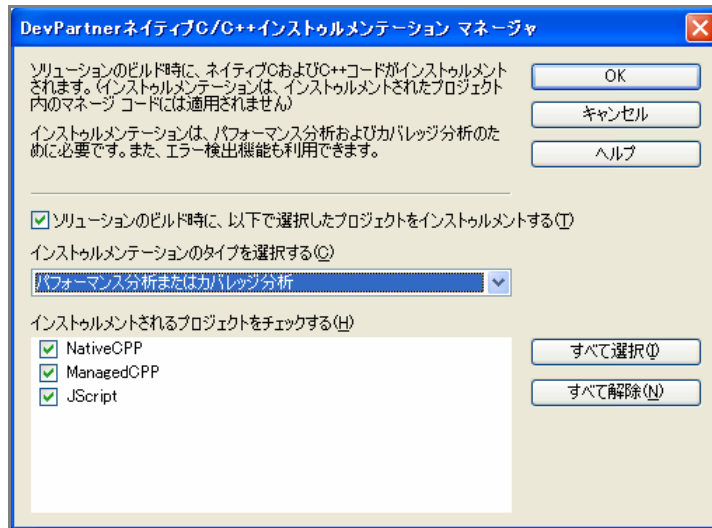 DevPartnerネイティブC/C++インストゥルメンテーション マネージャ
ソリューションのビルド時に、ネイティブCおよびC++コードがインストゥルメント
されます。(インストゥルメンテーションは、インストゥルメントされたプロジェクト
内のマネージ コードには適用されません)
インストゥルメンテーションは、パフォーマンス分析およびカバレッジ分析のた
めに必要です。また、エラー検出機能も利用できます。
OK
キャンセル
ヘルプ
ソリューションのビルド時に、以下で選択したプロジェクトをインストゥルメントする(T)
インストゥルメンテーションのタイプを選択する(C)
パフォーマンス分析またはカバレッジ分析
インストゥルメントされるプロジェクトをチェックする(H)
NativeCPP
ManagedCPP
JScript
すべて選択(I)
すべて解除(N)